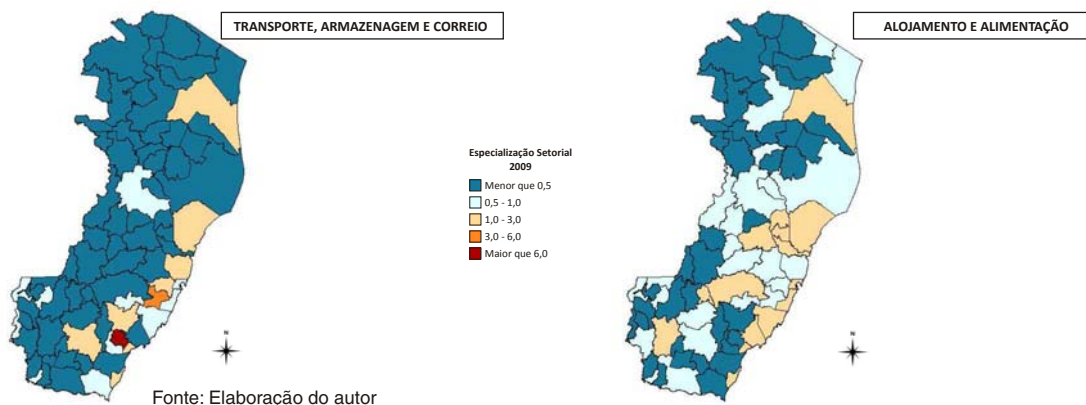 TRANSPORTE, ARMAZENAGEM E CORREIO
ALOJAMENTO E ALIMENTAÇÃO
Especialização Setorial
2009
Menor que 0,5
0,5 - 1,0
1,0 - 3,0
3,0 - 6,0
Maior que 6,0
N
N
Fonte: Elaboração do autor